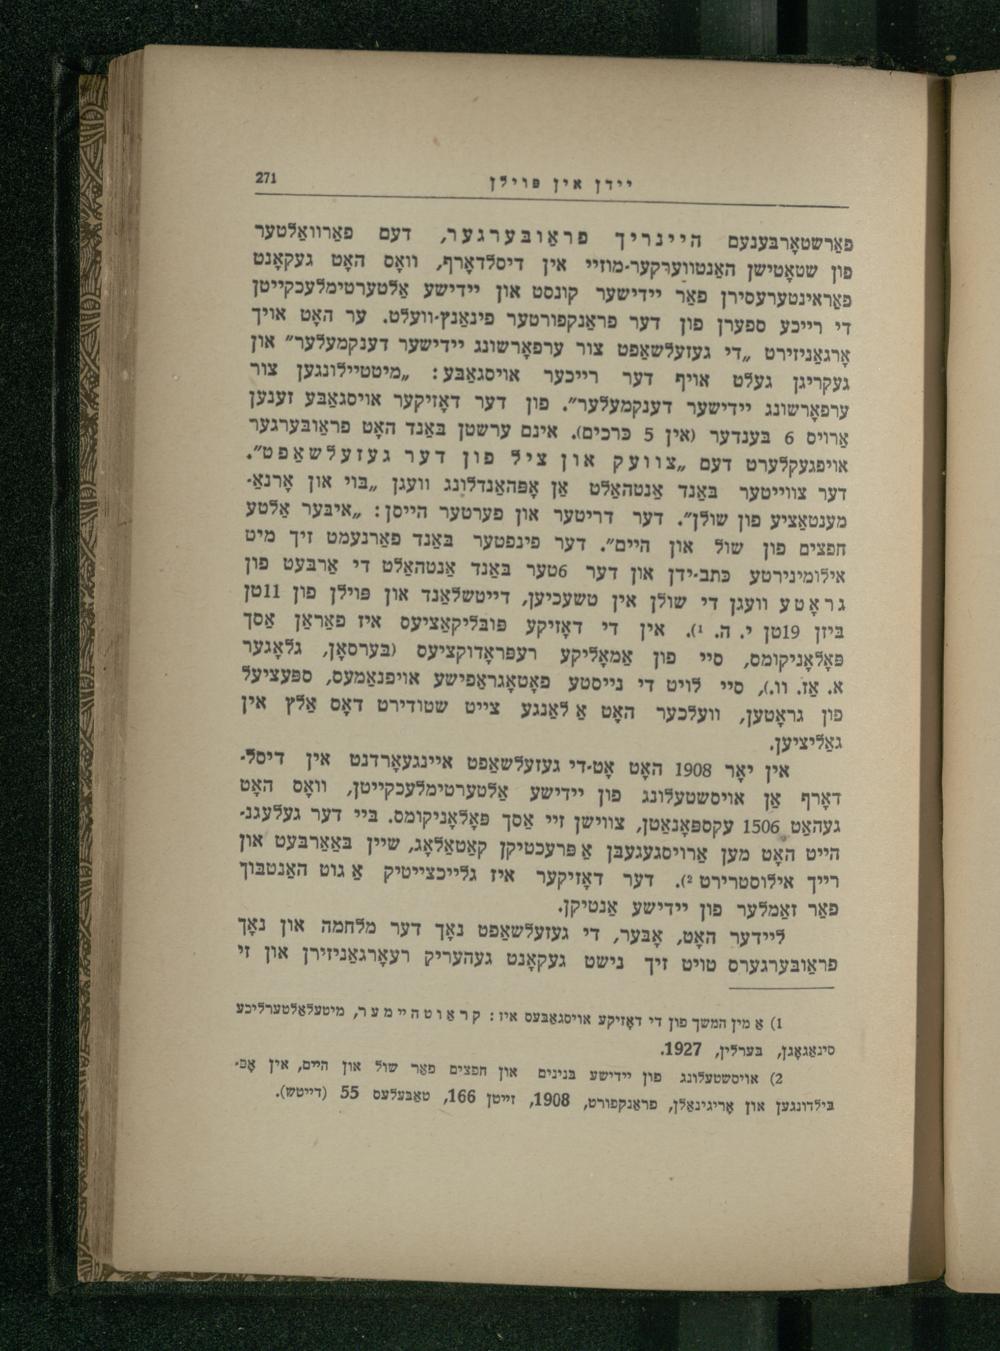 יידן אין פוילן
271
פאַרשטאָרבענעם היינריך פראַובערגער, דעם פאַרוואַלטער
פון שטאָטישן האַנטווערקער-מוזיי אין דיסלדאָרף, וואָס האָט געקאָנט
פאַראינטערעסירן פאַר יידישער קונסט און יידישע אַלטערטימלעכקייטן
די רייכע ספערן פון דער פראַנקפורטער פינאַנץ-וועלט. ער האָט אויך
אָרגאַניזירט „די געזעלשאַפט צור ערפאָרשונג יידישער דענקמעלער" און
געקריגן געלט אויף דער רייכער אויסגאַבע: „מיטטיילונגען צור
ערפאָרשונג יידישער דענקמעלער". פון דער דאָזיקער אויסגאַבע זענען
אַרויס 6 בענדער (אין 5 כרכים). אינם ערשטן באַנד האָט פראַובערגער
אויפגעקלערט דעם „צוועק און ציל פון דער געזעלשאַפט".
דער צווייטער באַנד אַנטהאַלט אַן אָפּהאַנדלונג וועגן „בוי און אָרנאַ-
מענטאַציע פון שולן". דער דריטער און פערטער הייסן: „איבער אַלטע
חפצים פון שול און היים". דער פינפטער באַנד פאַרנעמט זיך מיט
אילומינירטע כתב-ידן און דער 6טער באַנד אַנטהאַלט די אַרבעט פון
גראָטע וועגן די שולן אין טשעכיען, דייטשלאַנד און פּוילן פון 11טן
ביזן 19טן י. ה. ¹). אין די דאָזיקע פּובליקאַציעס איז פאַראַן אַסך
פּאָלאָניקומס, סיי פון אַמאָליקע רעפּראָדוקציעס (בערסאָן, גלאָגער
א. אַז. וו.), סיי לויט די נייסטע פאָטאָגראַפישע אויפנאַמעס, ספּעציעל
פון גראָטען, וועלכער האָט אַ לאַנגע צייט שטודירט דאָס אַלץ אין
גאַליציען.
אין יאָר 1908 האָט אָט-די געזעלשאַפט איינגעאָרדנט אין דיסל-
דאָרף אַן אויסשטעלונג פון יידישע אַלטערטימלעכקייטן, וואָס האָט
געהאַט 1506 עקספּאָנאַטן, צווישן זיי אַסך פּאָלאָניקומס. ביי דער געלעגנ-
הייט האָט מען אַרויסגעגעבן אַ פּרעכטיקן קאַטאַלאָג, שיין באַאַרבעט און
רייך אילוסטרירט ²). דער דאָזיקער איז גלייכצייטיק אַ גוט האַנטבוך
פאַר זאַמלער פון יידישע אַנטיקן.
ליידער האָט, אָבער, די געזעלשאַפט נאָך דער מלחמה און נאָך
פראַובערגערס טויט זיך נישט געקאָנט געהעריק רעאָרגאַניזירן און זי
1) אַ מין המשך פון די דאָזיקע אויסגאַבעס איז: קראַוטהיימער, מיטעלאַלטערליכע
סינאַגאָגן, בערלין, 1927.
2) אויסשטעלונג פון יידישע בנינים און חפצים פאַר שול און היים, אין אָפּ-
בילדונגען און אָריגינאַלן, פראַנקפורט, 1908, זייטן 166, טאַבעלעס 55 (דייטש).